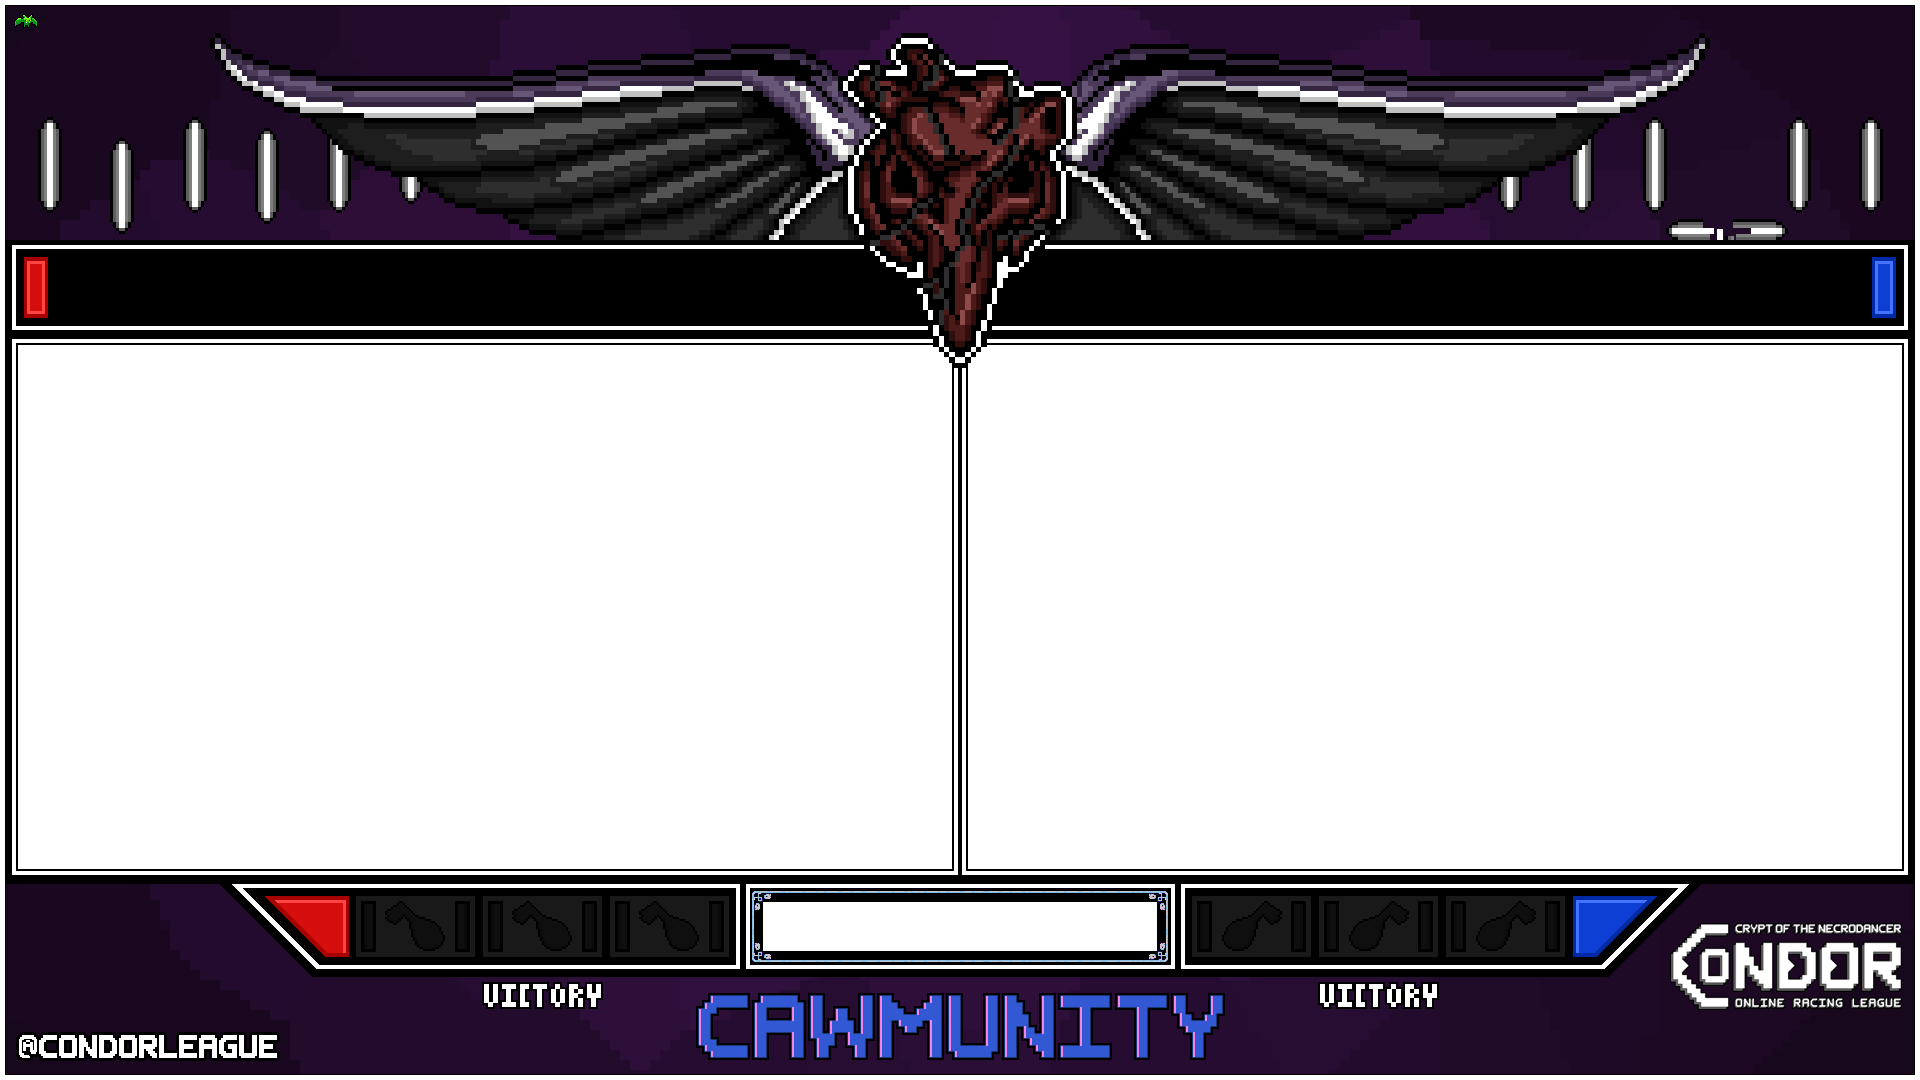 CRYPT OF THE NECRODANCER
CONDOR
ONLINE RACING LEAGUE
VICTORY
VICTORY
CAWMUNITY
@CONDORLEAGUE